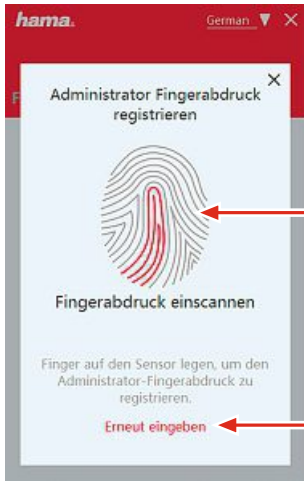 hama.
German
Administrator Fingerabdruck
registrieren
Fingerabdruck einscannen
Finger auf den Sensor legen, um den
Administrator-Fingerabdruck zu
registrieren.
Erneut eingeben